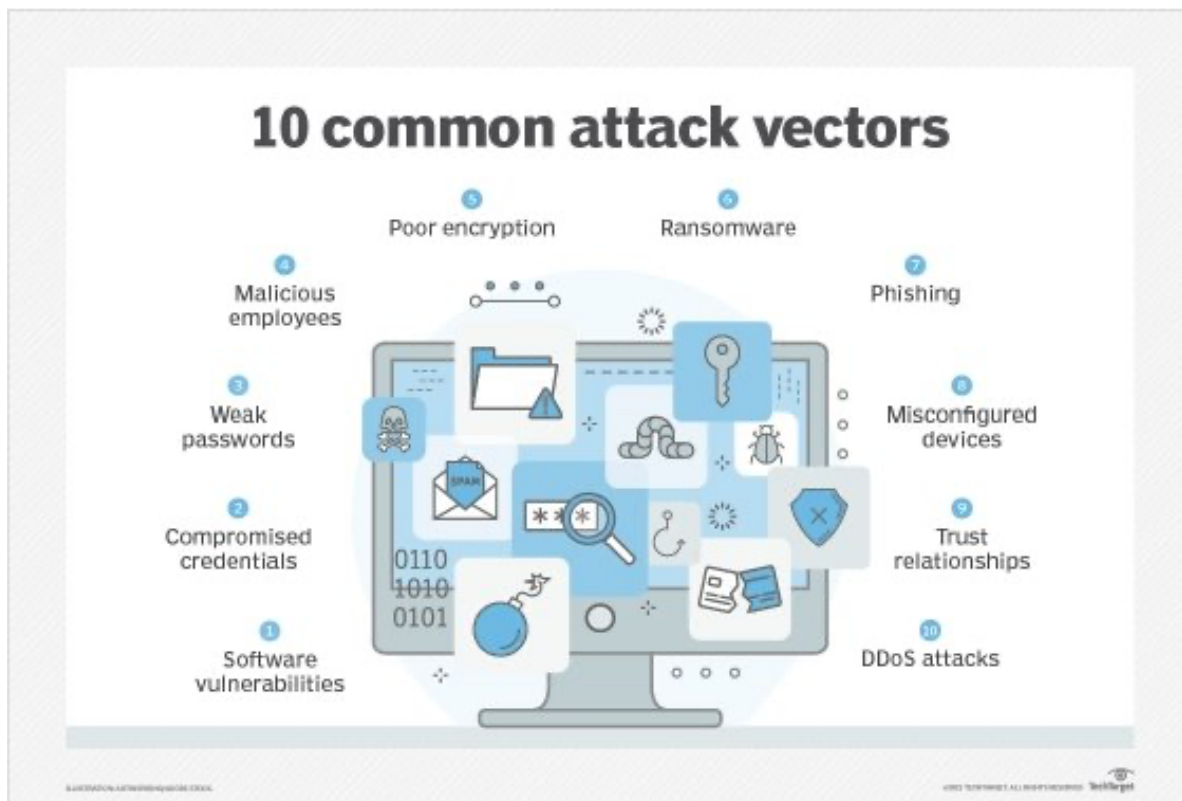 10 common attack vectors
5
Poor encryption
6
Ransomware
4
Malicious
employees
7
Phishing
3
Weak
passwords
8
Misconfigured
devices
2
Compromised
credentials
9
Trust
relationships
1
Software
vulnerabilities
10
DDoS attacks
SPAM
***
0110
1010
0101
TechTarget